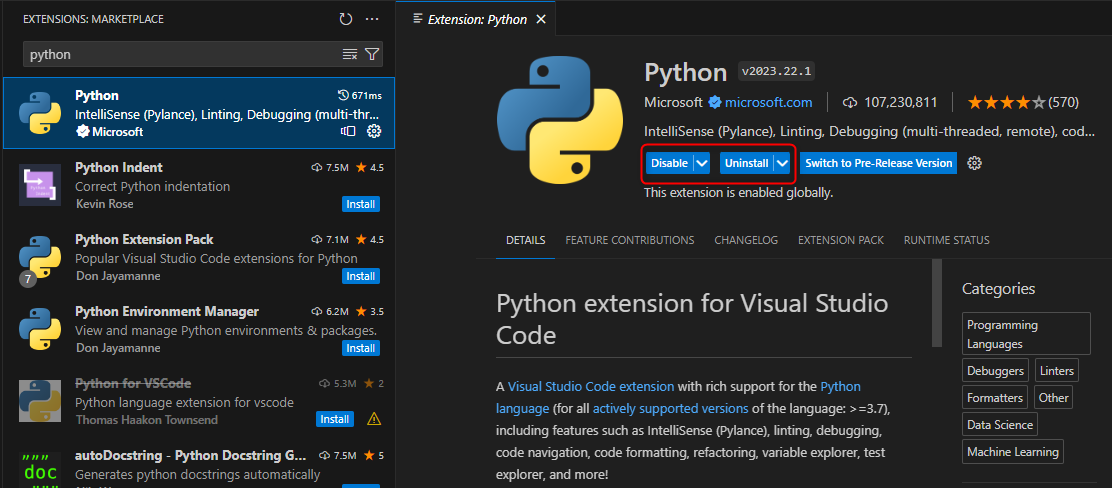 EXTENSIONS: MARKETPLACE
python
Python
671ms
IntelliSense (Pylance), Linting, Debugging (multi-thr...
Microsoft
Python Indent
7.5M
4.5
Correct Python indentation
Kevin Rose
Install
Python Extension Pack
7.1M
4.5
Popular Visual Studio Code extensions for Python
Don Jayamanne
Install
7
Python Environment Manager
6.2M
3.5
View and manage Python environments & packages.
Don Jayamanne
Install
Python for VSCode
5.3M
2
Python language extension for vscode
Thomas Haakon Townsend
Install
autoDocstring - Python Docstring G...
7.5M
5
Generates python docstrings automatically
"""
doc
Extension: Python
Python
v2023.22.1
Microsoft
microsoft.com
107,230,811
(570)
IntelliSense (Pylance), Linting, Debugging (multi-threaded, remote), cod...
Disable
Uninstall
Switch to Pre-Release Version
This extension is enabled globally.
DETAILS
FEATURE CONTRIBUTIONS
CHANGELOG
EXTENSION PACK
RUNTIME STATUS
Python extension for Visual Studio
Code
A Visual Studio Code extension with rich support for the Python
language (for all actively supported versions of the language: >=3.7),
including features such as IntelliSense (Pylance), linting, debugging,
code navigation, code formatting, refactoring, variable explorer, test
explorer, and more!
Categories
Programming
Languages
Debuggers
Linters
Formatters
Other
Data Science
Machine Learning